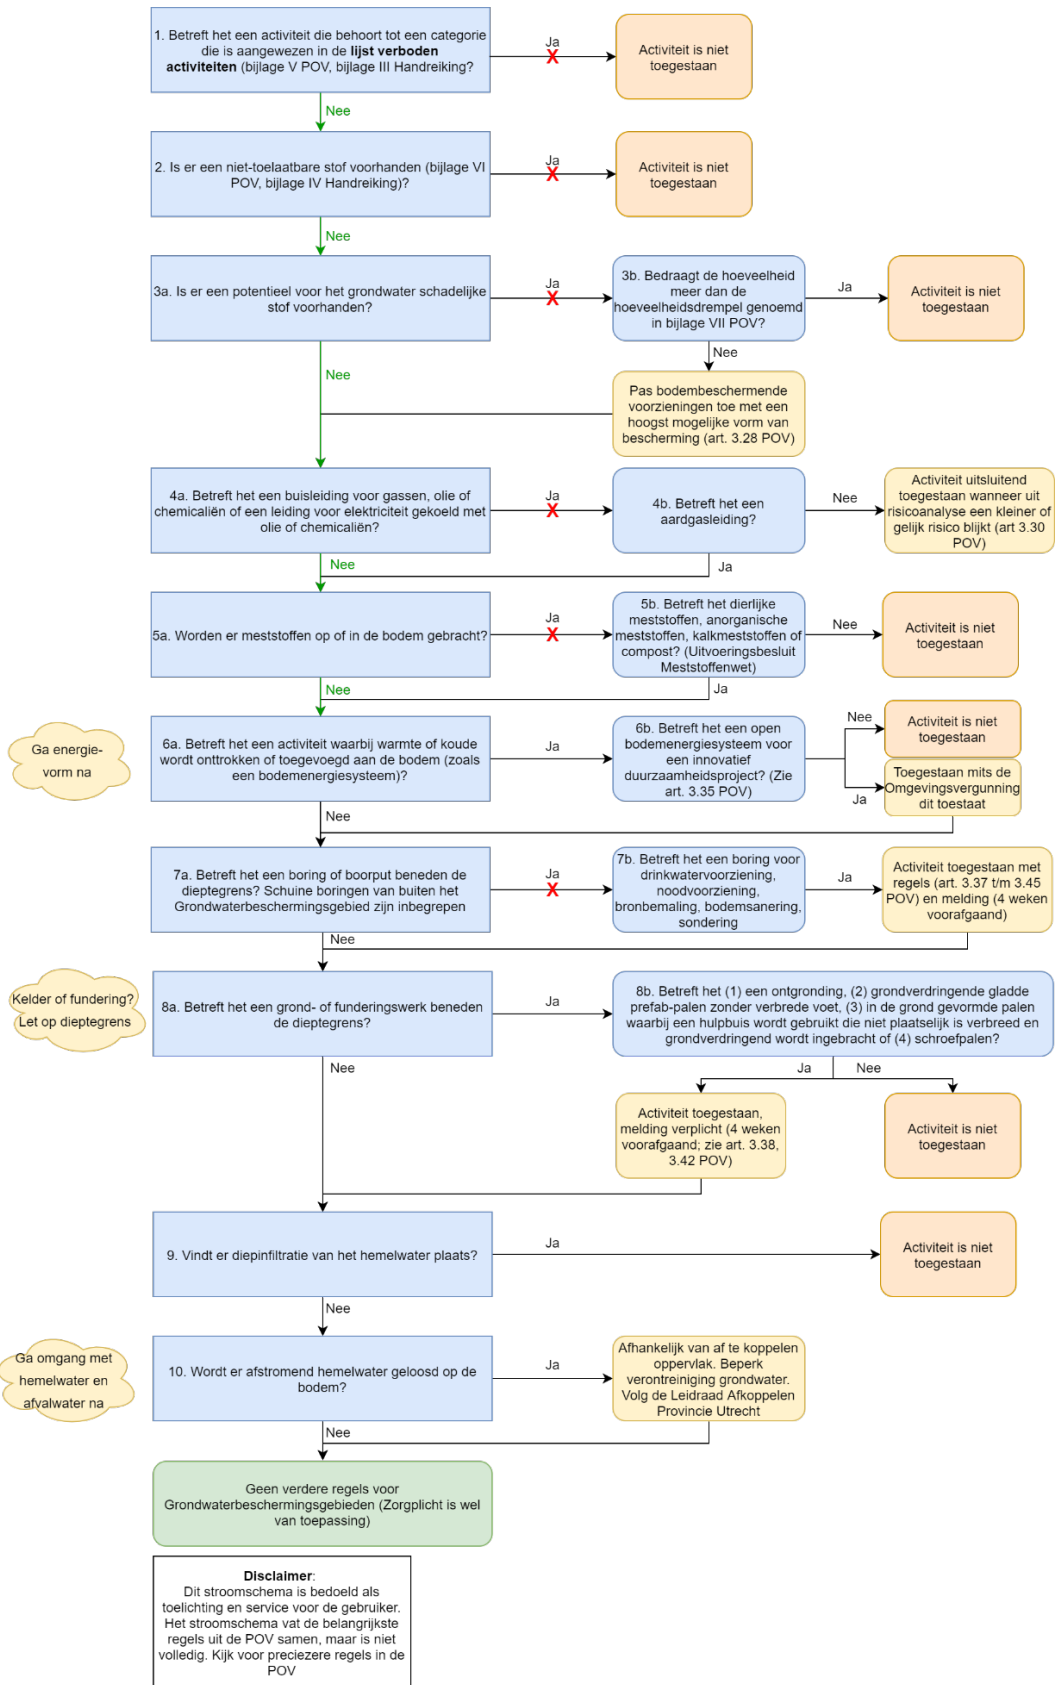 1. Betreft het een activiteit die behoort tot een categorie
die is aangewezen in de lijst verboden
activiteiten (bijlage V POV, bijlage III Handreiking?
Ja
X
Activiteit is niet
toegestaan
Nee
2. Is er een niet-toelaatbare stof voorhanden (bijlage VI
POV, bijlage IV Handreiking)?
Ja
X
Activiteit is niet
toegestaan
Nee
3a. Is er een potentieel voor het grondwater schadelijke
stof voorhanden?
Ja
X
3b. Bedraagt de hoeveelheid
meer dan de
hoeveelheidsdrempel genoemd
in bijlage VII POV?
Ja
Activiteit is niet
toegestaan
Nee
Nee
Pas bodembeschermende
voorzieningen toe met een
hoogst mogelijke vorm van
bescherming (art. 3.28 POV)
4a. Betreft het een buisleiding voor gassen, olie of
chemicaliën of een leiding voor elektriciteit gekoeld met
olie of chemicaliën?
Ja
X
4b. Betreft het een
aardgasleiding?
Nee
Activiteit uitsluitend
toegestaan wanneer uit
risicoanalyse een kleiner of
gelijk risico blijkt (art 3.30
POV)
Nee
Ja
5a. Worden er meststoffen op of in de bodem gebracht?
Ja
X
5b. Betreft het dierlijke
meststoffen, anorganische
meststoffen, kalkmeststoffen of
compost? (Uitvoeringsbesluit
Meststoffenwet)
Nee
Activiteit is niet
toegestaan
Nee
Ja
Ga energie-
vorm na
6a. Betreft het een activiteit waarbij warmte of koude
wordt onttrokken of toegevoegd aan de bodem (zoals
een bodemenergiesysteem)?
Ja
6b. Betreft het een open
bodemenergiesysteem voor
een innovatief
duurzaamheidsproject? (Zie
art. 3.35 POV)
Nee
Activiteit is niet
toegestaan
Ja
Toegestaan mits de
Omgevingsvergunning
dit toestaat
Nee
7a. Betreft het een boring of boorput beneden de
dieptegrens? Schuine boringen van buiten het
Grondwaterbeschermingsgebied zijn inbegrepen
Ja
X
7b. Betreft het een boring voor
drinkwatervoorziening,
noodvoorziening,
bronbemaling, bodemsanering,
sondering
Ja
Activiteit toegestaan met
regels (art. 3.37 t/m 3.45
POV) en melding (4 weken
voorafgaand)
Nee
Kelder of fundering?
Let op dieptegrens
8a. Betreft het een grond- of funderingswerk beneden
de dieptegrens?
Ja
8b. Betreft het (1) een ontgronding, (2) grondverdringende gladde
prefab-palen zonder verbrede voet, (3) in de grond gevormde palen
waarbij een hulpbuis wordt gebruikt die niet plaatselijk is verbreed en
grondverdringend wordt ingebracht of (4) schroefpalen?
Nee
Ja
Nee
Activiteit toegestaan,
melding verplicht (4 weken
voorafgaand; zie art. 3.38,
3.42 POV)
Activiteit is niet
toegestaan
9. Vindt er diepinfiltratie van het hemelwater plaats?
Ja
Activiteit is niet
toegestaan
Nee
Ga omgang met
hemelwater en
afvalwater na
10. Wordt er afstromend hemelwater geloosd op de
bodem?
Ja
Afhankelijk van af te koppelen
oppervlak. Beperk
verontreiniging grondwater.
Volg de Leidraad Afkoppelen
Provincie Utrecht
Nee
Geen verdere regels voor
Grondwaterbeschermingsgebieden (Zorgplicht is wel
van toepassing)
Disclaimer:
Dit stroomschema is bedoeld als
toelichting en service voor de gebruiker.
Het stroomschema vat de belangrijkste
regels uit de POV samen, maar is niet
volledig. Kijk voor preciezere regels in de
POV